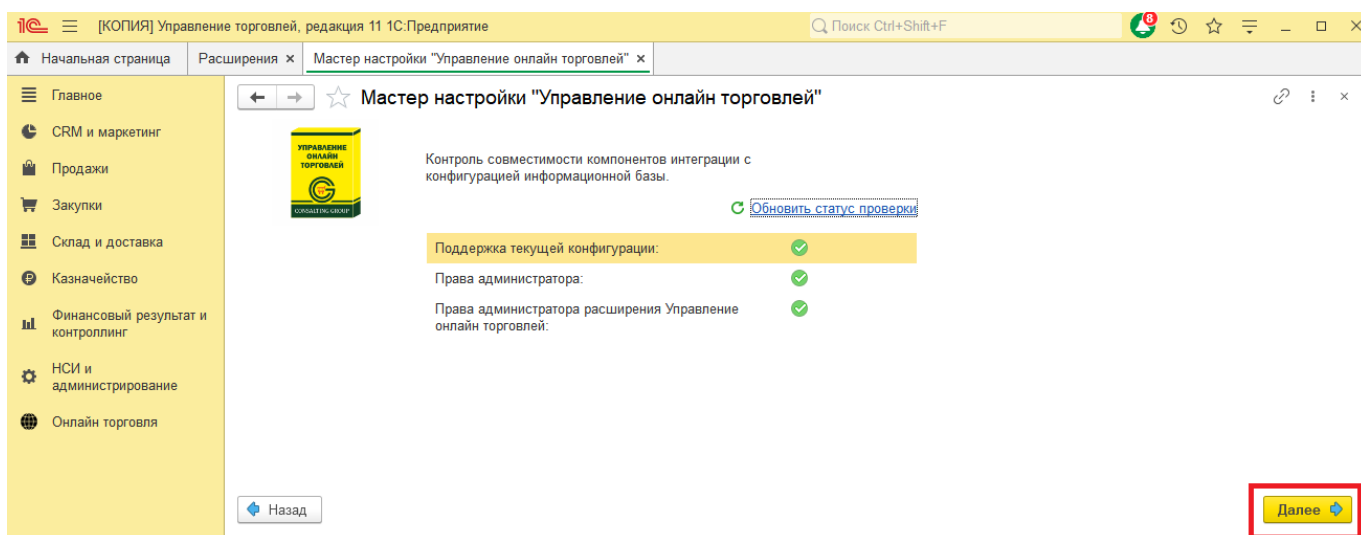 1С [КОПИЯ] Управление торговлей, редакция 11 1С:Предприятие Поиск Ctrl+Shift+F 8
Начальная страница Расширения × Мастер настройки "Управление онлайн торговлей" ×
Главное
CRM и маркетинг
Продажи
Закупки
Склад и доставка
Казначейство
Финансовый результат и
контроллинг
НСИ и
администрирование
Онлайн торговля
Мастер настройки "Управление онлайн торговлей"
УПРАВЛЕНИЕ
ОНЛАЙН
ТОРГОВЛЕЙ
CONSALTING GROUP
Контроль совместимости компонентов интеграции с
конфигурацией информационной базы.
Обновить статус проверки
Поддержка текущей конфигурации:
Права администратора:
Права администратора расширения Управление
онлайн торговлей:
Назад
Далее